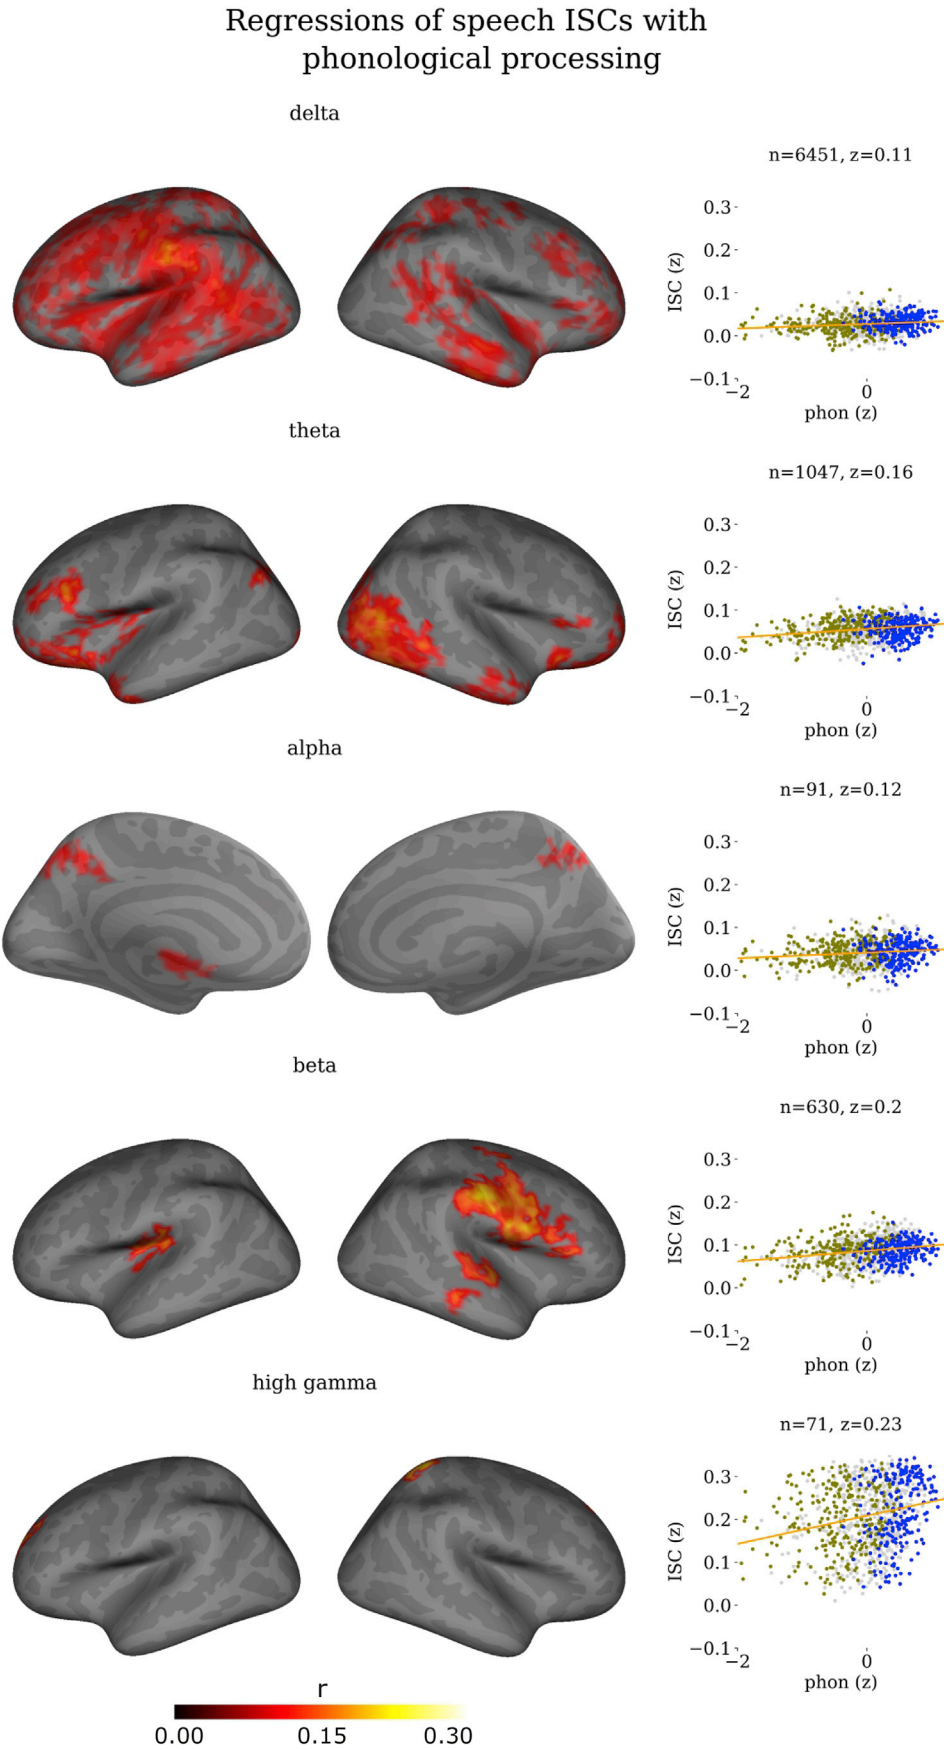 Regressions of speech ISCs with
phonological processing
delta
n=6451, z=0.11
0.3
0.2
0.1
0.0
−0.1
ISC (z)
−2
0
phon (z)
theta
n=1047, z=0.16
0.3
0.2
0.1
0.0
−0.1
ISC (z)
−2
0
phon (z)
alpha
n=91, z=0.12
0.3
0.2
0.1
0.0
−0.1
ISC (z)
−2
0
phon (z)
beta
n=630, z=0.2
0.3
0.2
0.1
0.0
−0.1
ISC (z)
−2
0
phon (z)
high gamma
n=71, z=0.23
0.3
0.2
0.1
0.0
−0.1
ISC (z)
−2
0
phon (z)
r
0.00 0.15 0.30